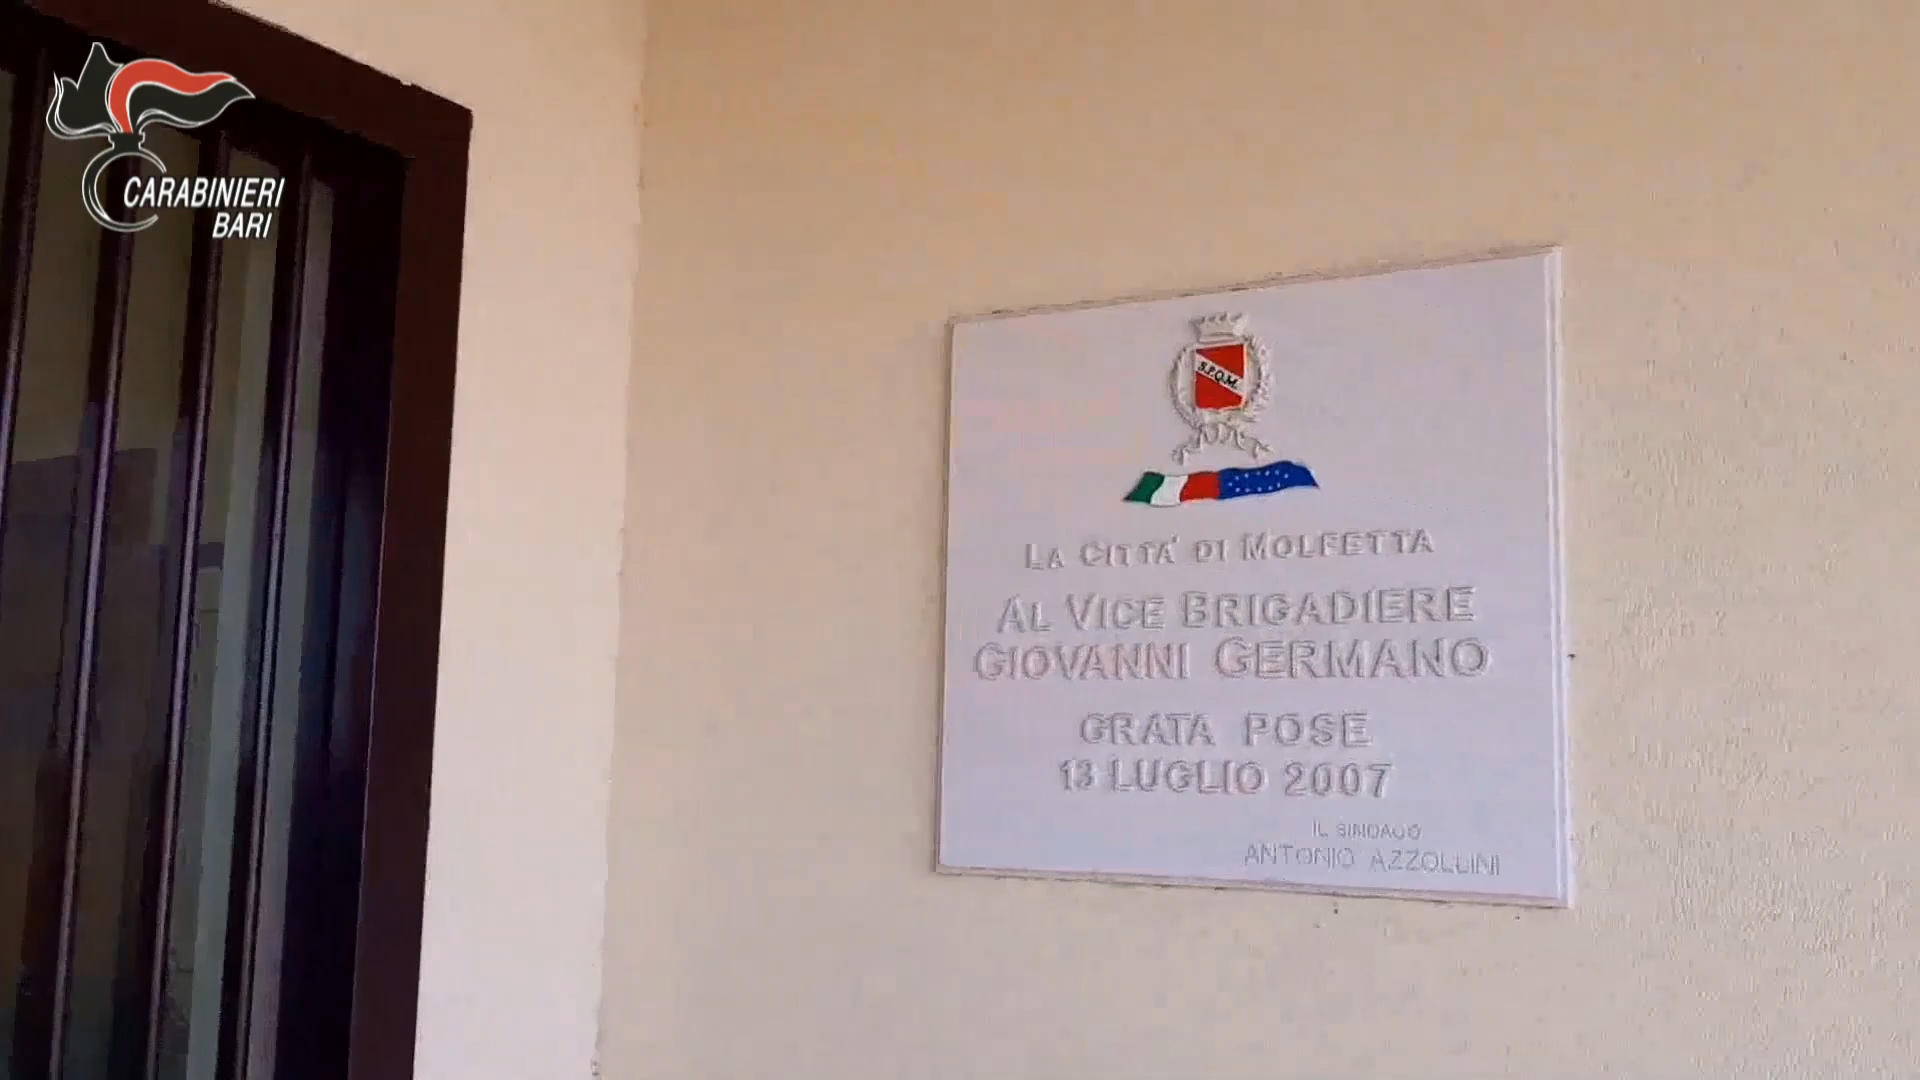 CARABINIERI
BARI
S.P.Q.M.
LA CITTA' DI MOLFETTA
AL VICE BRIGADIERE
GIOVANNI GERMANO
GRATA POSE
13 LUGLIO 2007
IL SINDACO
ANTONIO AZZOLLINI